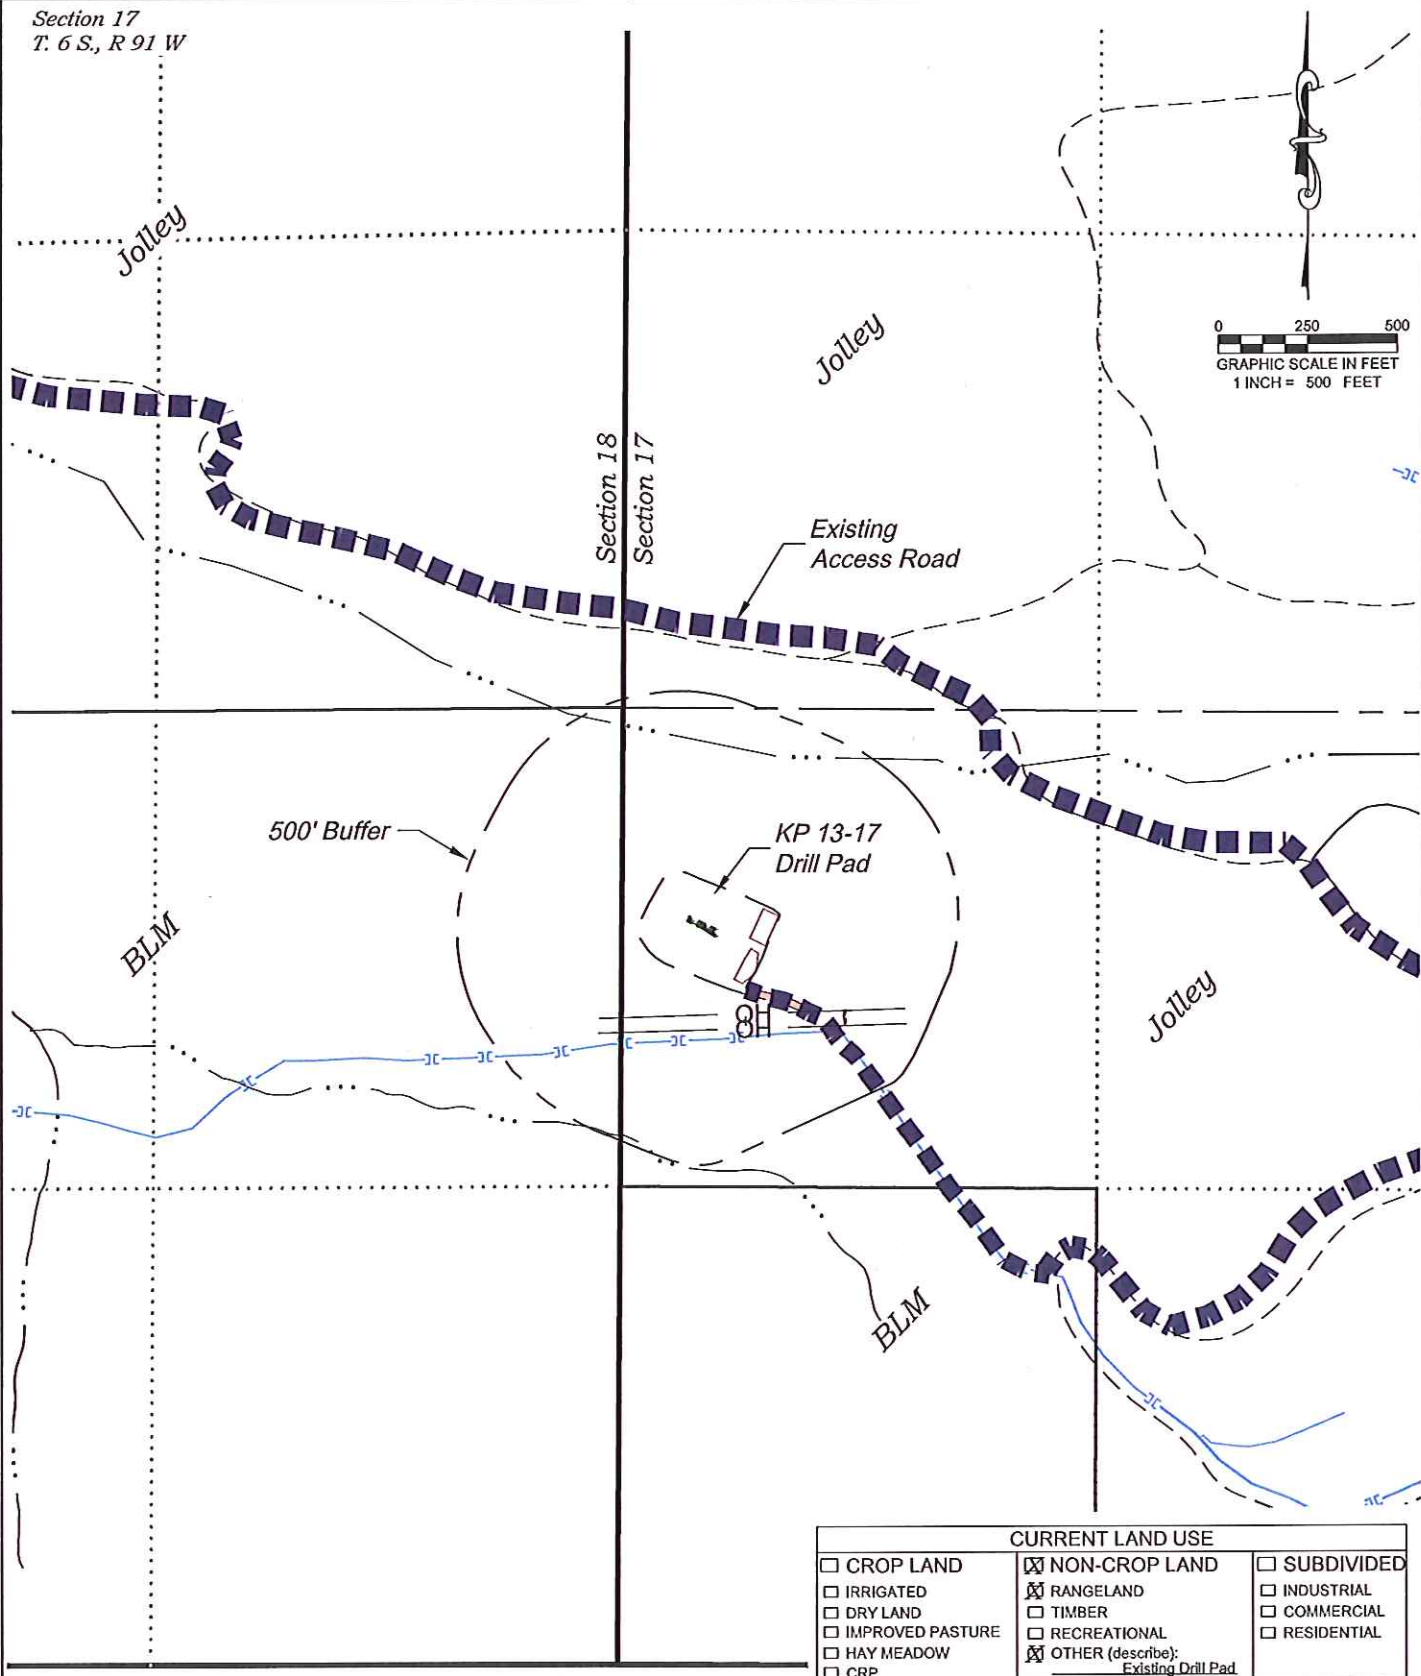 Section 17
T. 6 S., R 91 W
Jolley
Jolley
0 250 500
GRAPHIC SCALE IN FEET
1 INCH = 500 FEET
Section 18
Section 17
Existing
Access Road
500' Buffer
KP 13-17
Drill Pad
BLM
Jolley
BLM
CURRENT LAND USE
☐ CROP LAND
☐ IRRIGATED
☐ DRY LAND
☐ IMPROVED PASTURE
☐ HAY MEADOW
☐ CRP
☒ NON-CROP LAND
☒ RANGELAND
☐ TIMBER
☐ RECREATIONAL
☒ OTHER (describe):
Existing Drill Pad
☐ SUBDIVIDED
☐ INDUSTRIAL
☐ COMMERCIAL
☐ RESIDENTIAL